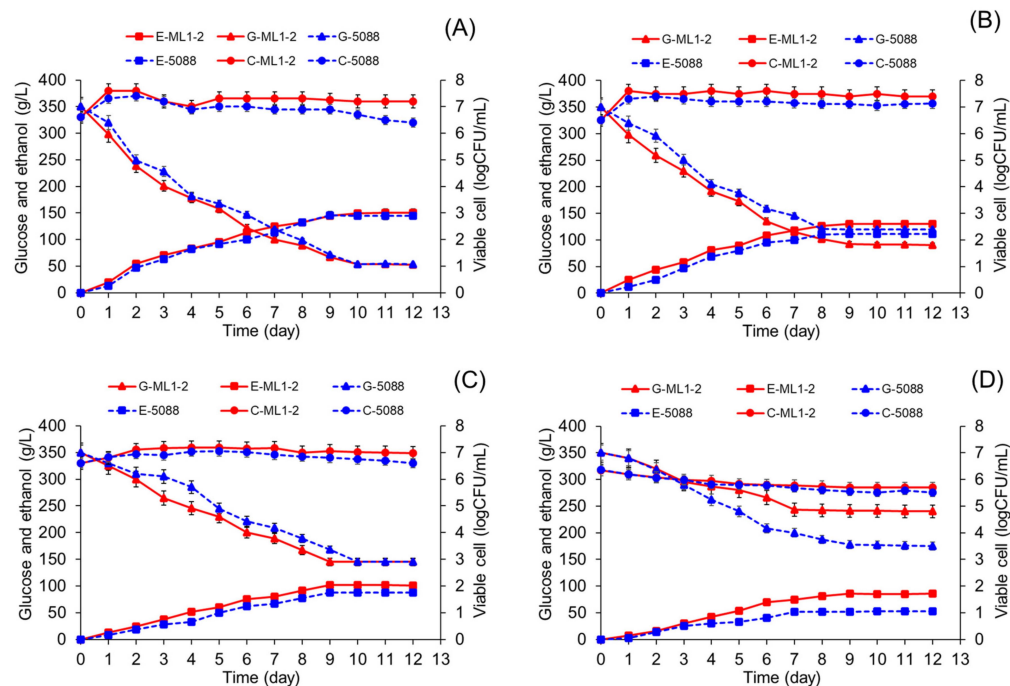 (A)
E-ML1-2 G-ML1-2 G-5088
E-5088 C-ML1-2 C-5088
Glucose and ethanol (g/L)
400
350
300
250
200
150
100
50
0
8
7
6
5
4
3
2
1
0
Viable cell (logCFU/mL)
0 1 2 3 4 5 6 7 8 9 10 11 12 13
Time (day)
(B)
G-ML1-2 E-ML1-2 G-5088
E-5088 C-ML1-2 C-5088
Glucose and ethanol (g/L)
400
350
300
250
200
150
100
50
0
8
7
6
5
4
3
2
1
0
Viable cell (logCFU/mL)
0 1 2 3 4 5 6 7 8 9 10 11 12 13
Time (day)
(C)
G-ML1-2 E-ML1-2 G-5088
E-5088 C-ML1-2 C-5088
Glucose and ethanol (g/L)
400
350
300
250
200
150
100
50
0
8
7
6
5
4
3
2
1
0
Viable cell (logCFU/mL)
0 1 2 3 4 5 6 7 8 9 10 11 12 13
Time (day)
(D)
G-ML1-2 E-ML1-2 G-5088
E-5088 C-ML1-2 C-5088
Glucose and ethanol (g/L)
400
350
300
250
200
150
100
50
0
8
7
6
5
4
3
2
1
0
Viable cell (logCFU/mL)
0 1 2 3 4 5 6 7 8 9 10 11 12 13
Time (day)